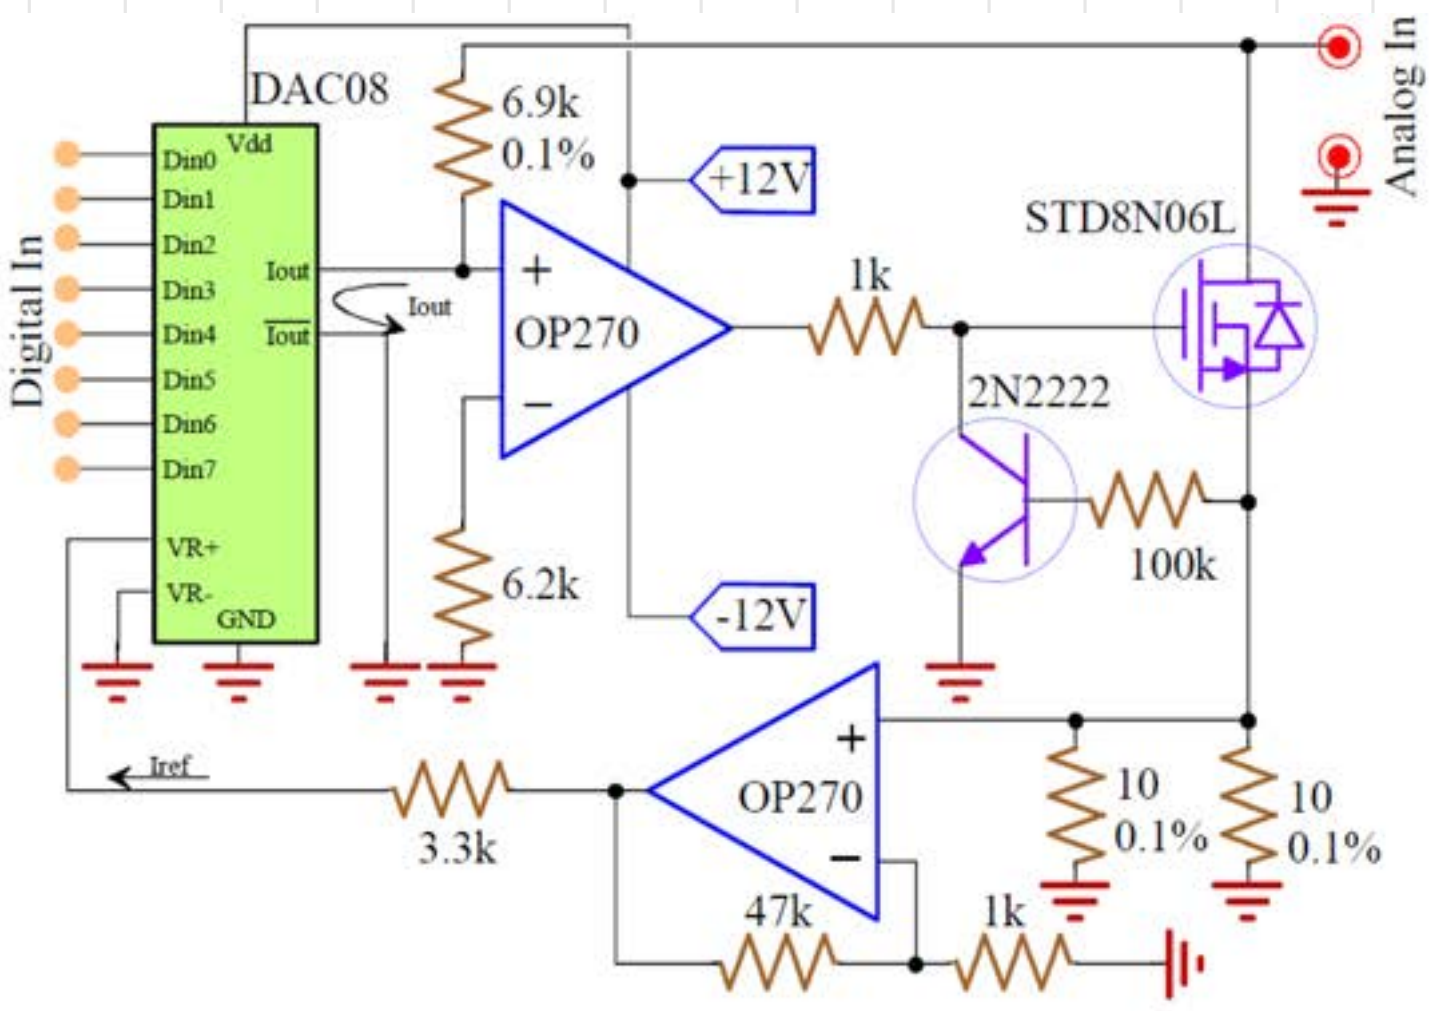 DAC08
Vdd
Din0
Din1
Din2
Din3
Din4
Din5
Din6
Din7
Iout
Iout
Iout
VR+
VR-
GND
Digital In
6.9k
0.1%
+12V
Analog In
STD8N06L
+
OP270
−
1k
2N2222
100k
6.2k
-12V
Iref
3.3k
+
OP270
−
10
0.1%
10
0.1%
47k
1k